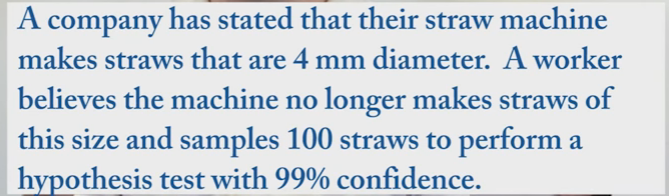 A company has stated that their straw machine
makes straws that are 4 mm diameter.  A worker
believes the machine no longer makes straws of
this size and samples 100 straws to perform a
hypothesis test with 99% confidence.